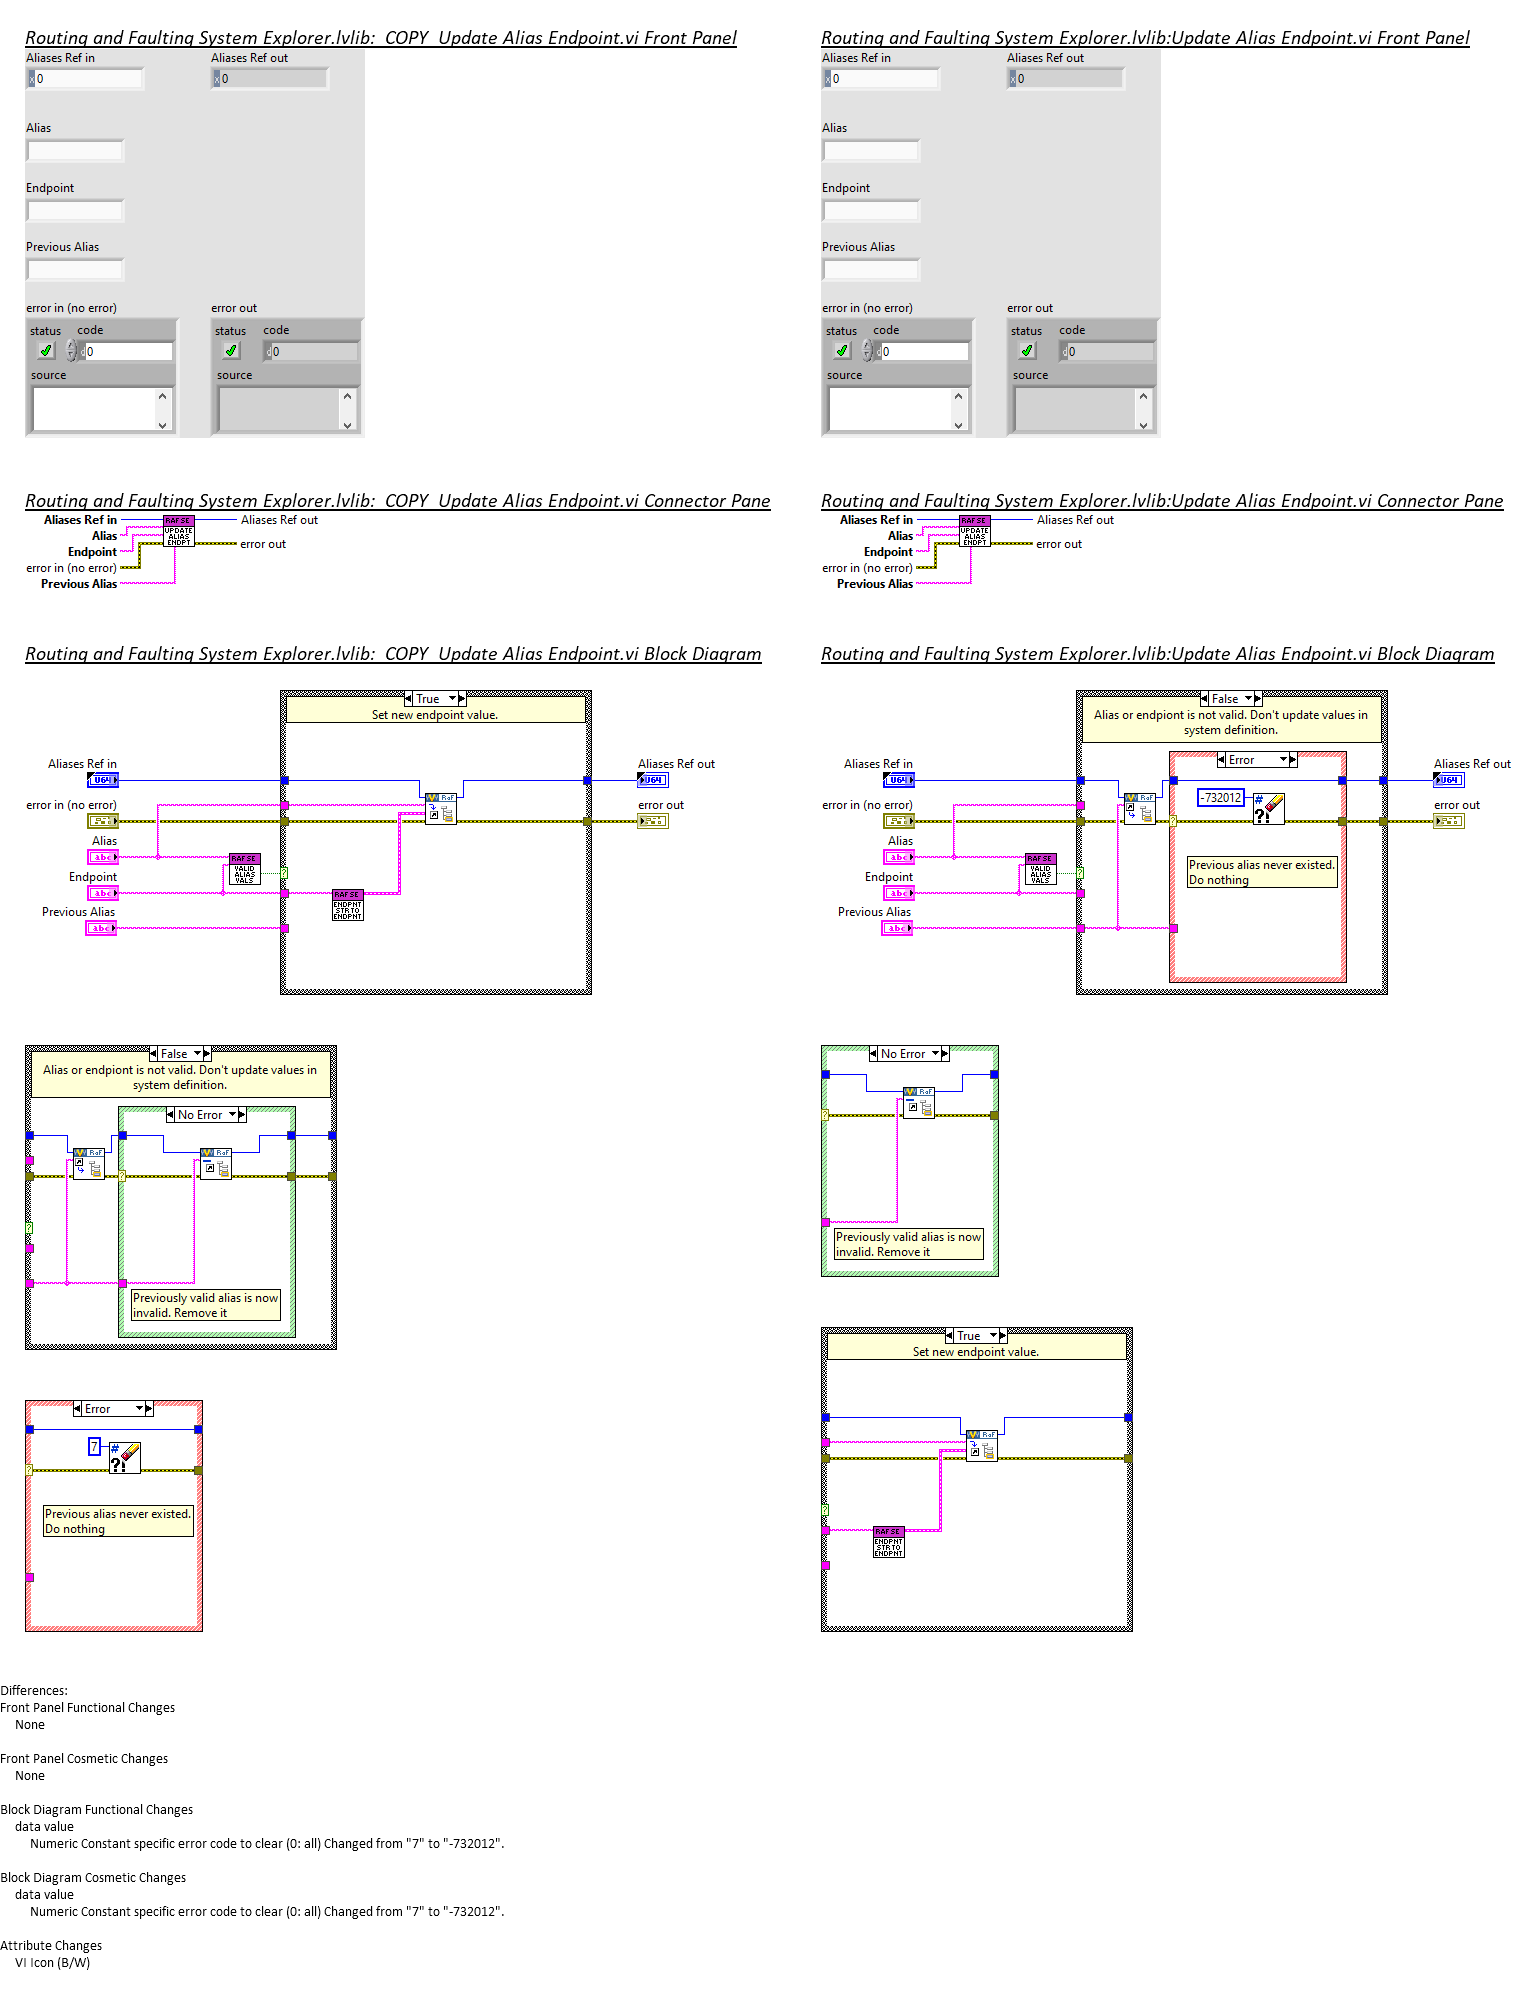 Routing and Faulting System Explorer.lvlib:  COPY  Update Alias Endpoint.vi Front Panel
Aliases Ref in
Aliases Ref out
x 0
x 0
Alias
Endpoint
Previous Alias
error in (no error)
error out
status
code
status
code
d 0
d 0
source
source
Routing and Faulting System Explorer.lvlib:Update Alias Endpoint.vi Front Panel
Aliases Ref in
Aliases Ref out
x 0
x 0
Alias
Endpoint
Previous Alias
error in (no error)
error out
status
code
status
code
d 0
d 0
source
source
Routing and Faulting System Explorer.lvlib:  COPY  Update Alias Endpoint.vi Connector Pane
Aliases Ref in
Alias
Endpoint
error in (no error)
Previous Alias
RAFSE
UPDATE
ALIAS
ENDPT
Aliases Ref out
error out
Routing and Faulting System Explorer.lvlib:Update Alias Endpoint.vi Connector Pane
Aliases Ref in
Alias
Endpoint
error in (no error)
Previous Alias
RAFSE
UPDATE
ALIAS
ENDPT
Aliases Ref out
error out
Routing and Faulting System Explorer.lvlib:  COPY  Update Alias Endpoint.vi Block Diagram
True
Set new endpoint value.
Aliases Ref in
U64
error in (no error)
Alias
abc
Endpoint
abc
Previous Alias
abc
RAFSE
VALID
ALIAS
VALS
?
RAFSE
ENDPNT
STR TO
ENDPNT
RaF
Aliases Ref out
U64
error out
False
Alias or endpiont is not valid. Don't update values in
system definition.
No Error
RaF
RaF
?
?
Previously valid alias is now
invalid. Remove it
Error
7
#
?!
?
Previous alias never existed.
Do nothing
Routing and Faulting System Explorer.lvlib:Update Alias Endpoint.vi Block Diagram
False
Alias or endpiont is not valid. Don't update values in
system definition.
Error
Aliases Ref in
U64
error in (no error)
Alias
abc
Endpoint
abc
Previous Alias
abc
RAFSE
VALID
ALIAS
VALS
?
RaF
?
-732012
#
?!
Previous alias never existed.
Do nothing
Aliases Ref out
U64
error out
No Error
RaF
?
Previously valid alias is now
invalid. Remove it
True
Set new endpoint value.
RaF
?
RAFSE
ENDPNT
STR TO
ENDPNT
Differences:
Front Panel Functional Changes
None
Front Panel Cosmetic Changes
None
Block Diagram Functional Changes
data value
Numeric Constant specific error code to clear (0: all) Changed from "7" to "-732012".
Block Diagram Cosmetic Changes
data value
Numeric Constant specific error code to clear (0: all) Changed from "7" to "-732012".
Attribute Changes
VI Icon (B/W)